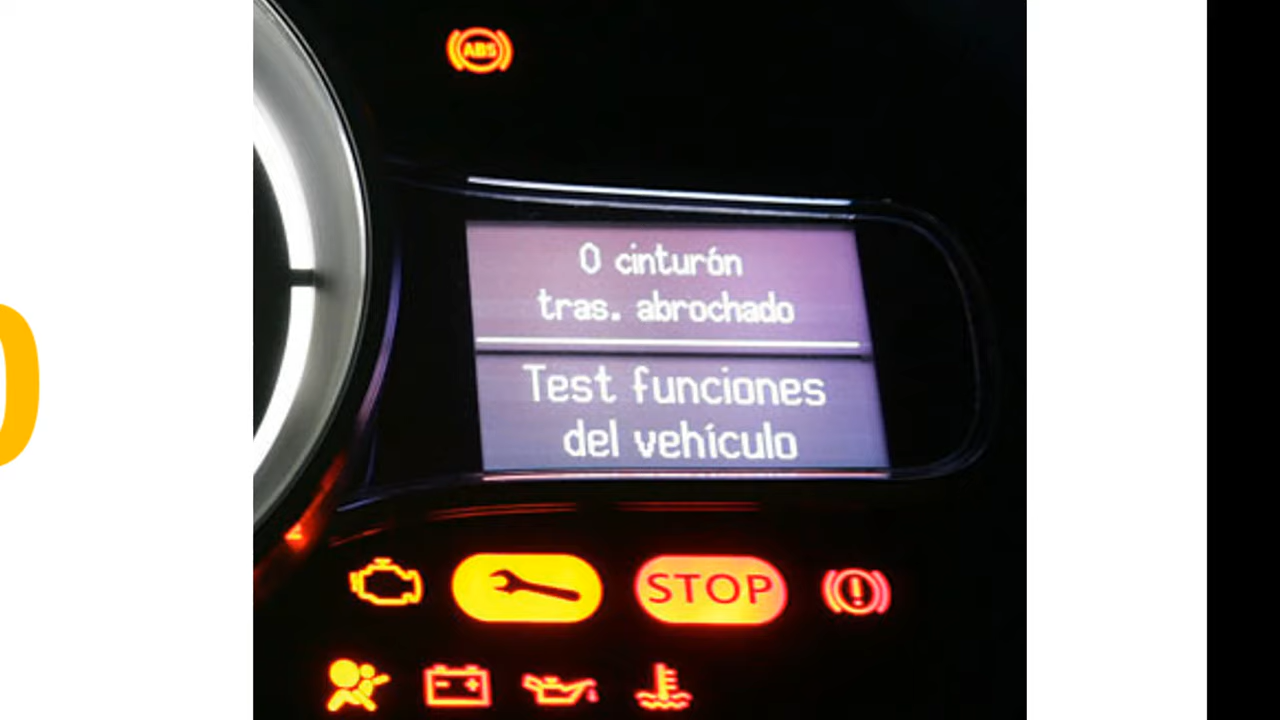 ABS
0 cinturón
tras. abrochado
Test funciones
del vehículo
STOP